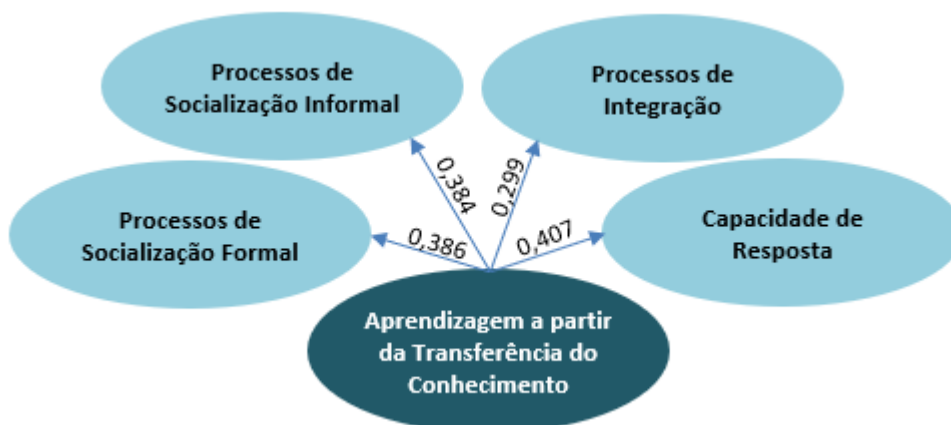 Processos de
Socialização Informal
Processos de
Integração
Processos de
Socialização Formal
Capacidade de
Resposta
0,386
0,384
0,299
0,407
Aprendizagem a partir
da Transferência do
Conhecimento